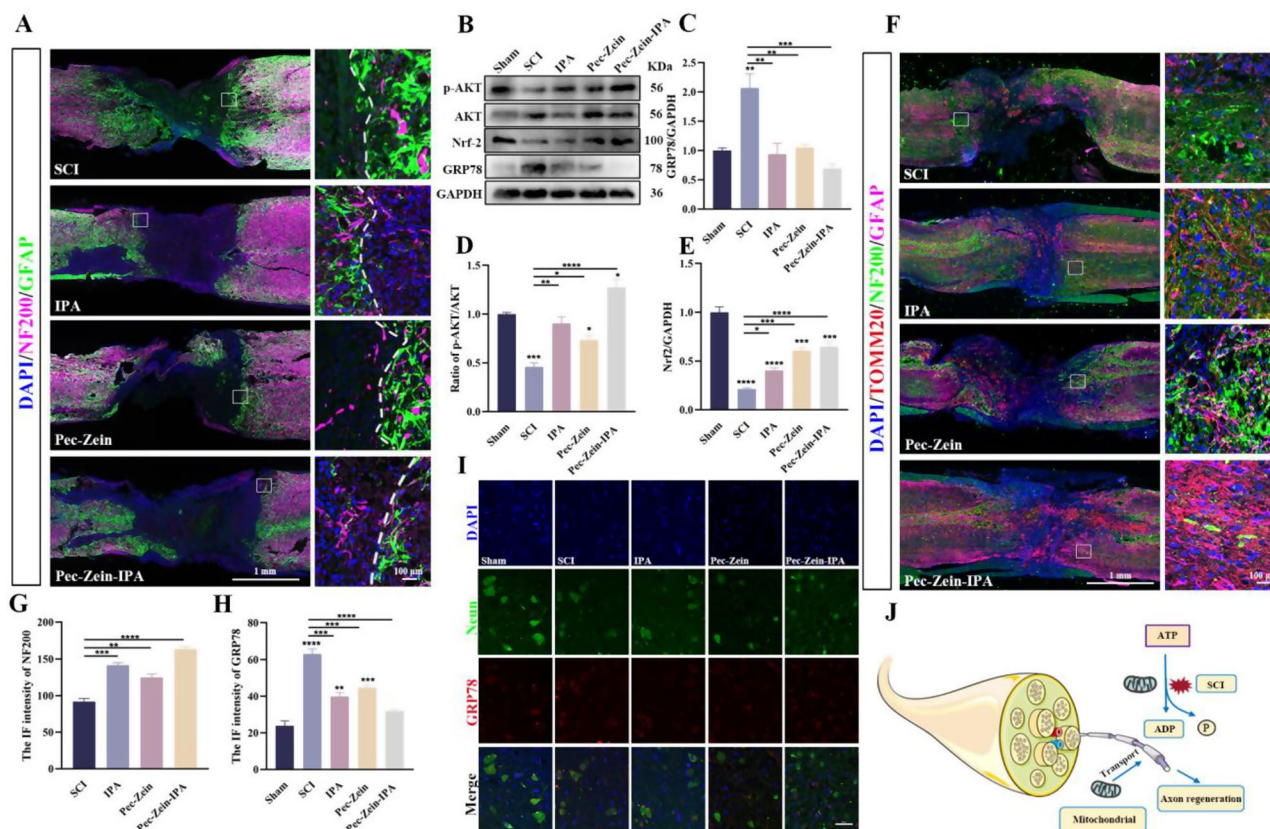 A
DAPI/NF200/GFAP
SCI
IPA
Pec-Zein
Pec-Zein-IPA
1 mm
100 μm
B
Sham
SCI
IPA
Pec-Zein
Pec-Zein-IPA
KDa
p-AKT
56
AKT
56
Nrf-2
100
GRP78
78
GAPDH
36
C
GRP78/GAPDH
2.5
2.0
1.5
1.0
0.5
0.0
***
**
**
**
Sham
SCI
IPA
Pec-Zein
Pec-Zein-IPA
D
Ratio of p-AKT/AKT
1.5
1.0
0.5
0.0
****
*
**
***
*
*
Sham
SCI
IPA
Pec-Zein
Pec-Zein-IPA
E
Nrf2/GAPDH
1.5
1.0
0.5
0.0
****
***
*
****
****
***
***
Sham
SCI
IPA
Pec-Zein
Pec-Zein-IPA
F
DAPI/TOMM20/NF200/GFAP
SCI
IPA
Pec-Zein
Pec-Zein-IPA
1 mm
100 μm
G
The IF intensity of NF200
200
150
100
50
0
****
**
***
SCI
IPA
Pec-Zein
Pec-Zein-IPA
H
The IF intensity of GRP78
80
60
40
20
0
****
***
***
****
**
***
Sham
SCI
IPA
Pec-Zein
Pec-Zein-IPA
I
DAPI
Sham
SCI
IPA
Pec-Zein
Pec-Zein-IPA
Neun
GRP78
Merge
J
ATP
SCI
ADP
P
Transport
Mitochondrial
Axon regeneration